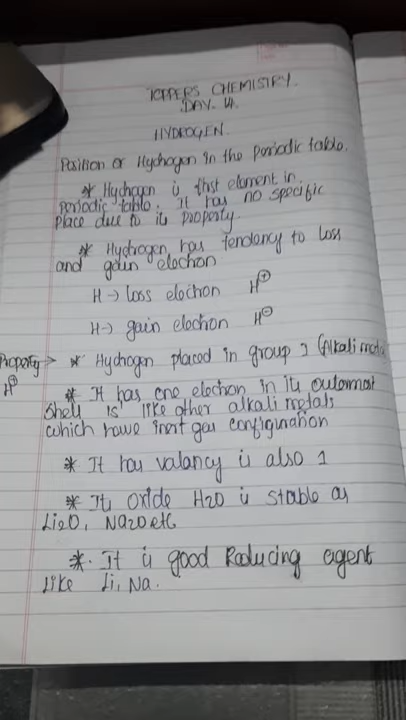 TOPPERS CHEMISTRY.
DAY - 14.
HYDROGEN.
Position of Hydrogen in the Periodic table.
* Hydrogen is first element in
Periodic table. It has no specific
place due to its property.
* Hydrogen has tendancy to loss
and gain electron
H → loss electron H⊕
H → gain electron H⊖
Property → * Hydrogen placed in group 1 (Alkali metal
H⊕
* It has one electron in its outermost
shell 1s¹ like other alkali metals
which have inert gas configuration
* It has valancy is also 1
* Its Oxide H2O is stable as
Li2O, Na2O etc
*. It is good Reducing agent
like Li, Na.